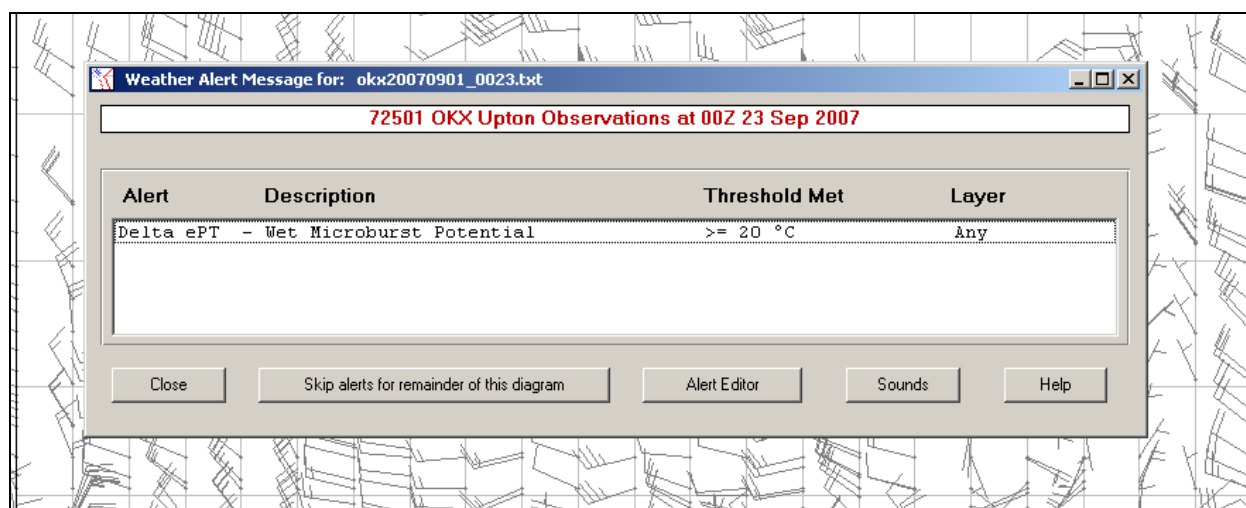 Weather Alert Message for: okx20070901_0023.txt
72501 OKX Upton Observations at 00Z 23 Sep 2007
Alert Description Threshold Met Layer
Delta ePT - Wet Microburst Potential >= 20 °C Any
Close Skip alerts for remainder of this diagram Alert Editor Sounds Help